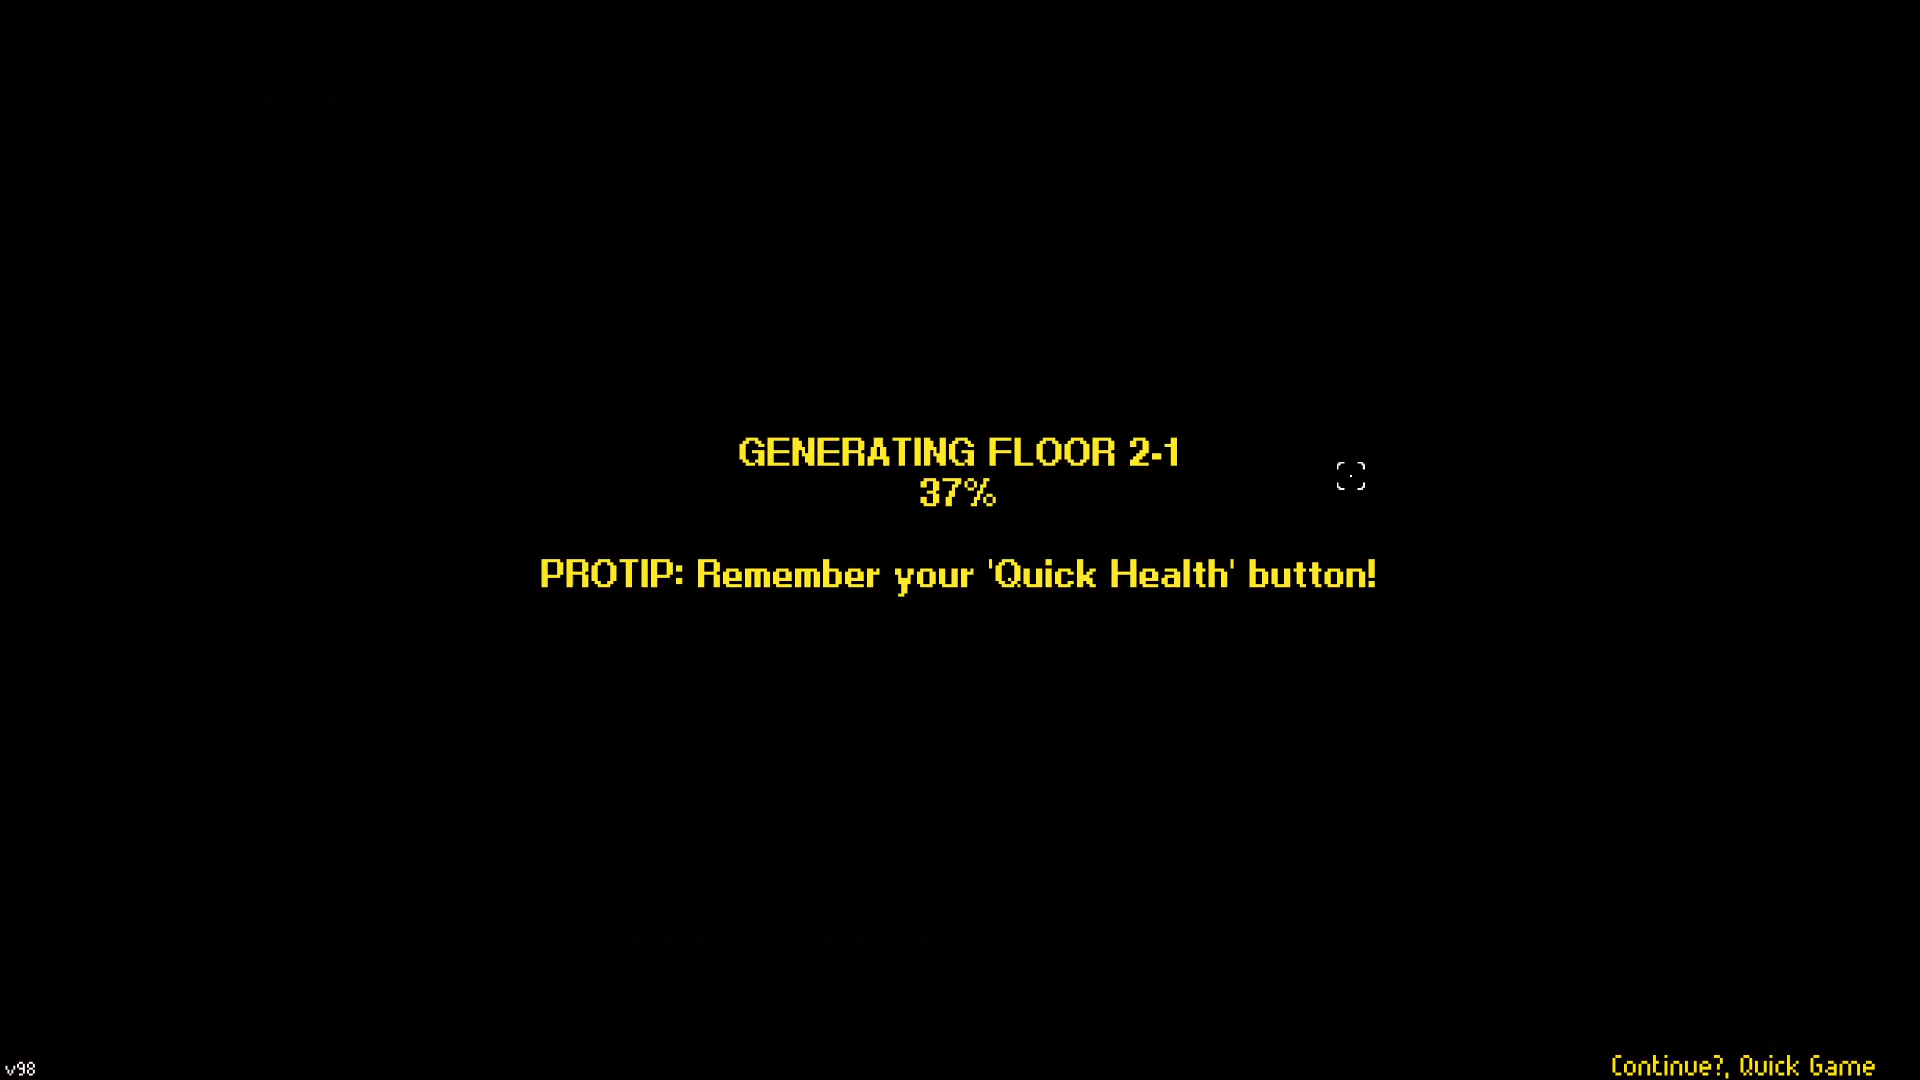 GENERATING FLOOR 2-1
37%
PROTIP: Remember your 'Quick Health' button!
v98
Continue?, Quick Game